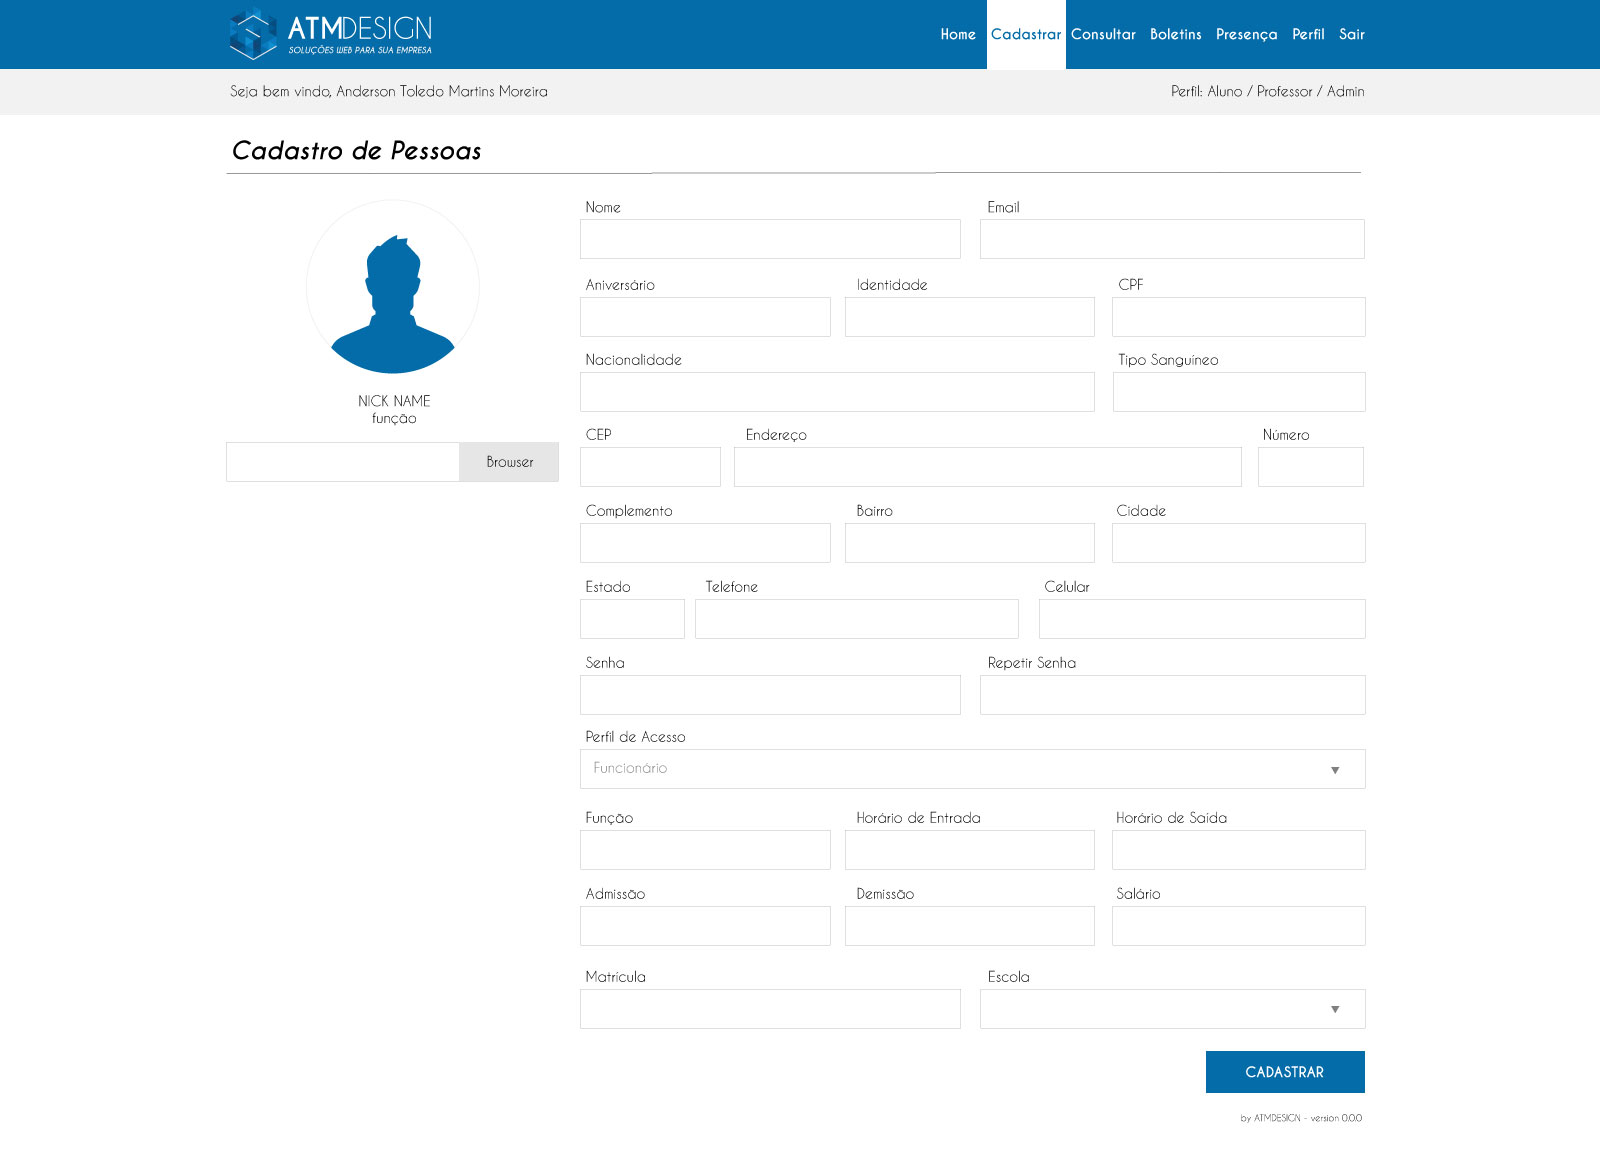 ATMDESIGN
SOLUÇÕES WEB PARA SUA EMPRESA
Home Cadastrar Consultar Boletins Presença Perfil Sair
Seja bem vindo, Anderson Toledo Martins Moreira
Perfil: Aluno / Professor / Admin
Cadastro de Pessoas
NICK NAME
função
Browser
Nome Email
Aniversário Identidade CPF
Nacionalidade Tipo Sanguíneo
CEP Endereço Número
Complemento Bairro Cidade
Estado Telefone Celular
Senha Repetir Senha
Perfil de Acesso
Funcionário
Função Horário de Entrada Horário de Saída
Admissão Demissão Salário
Matrícula Escola
CADASTRAR
by ATMDESIGN - version 0.0.0